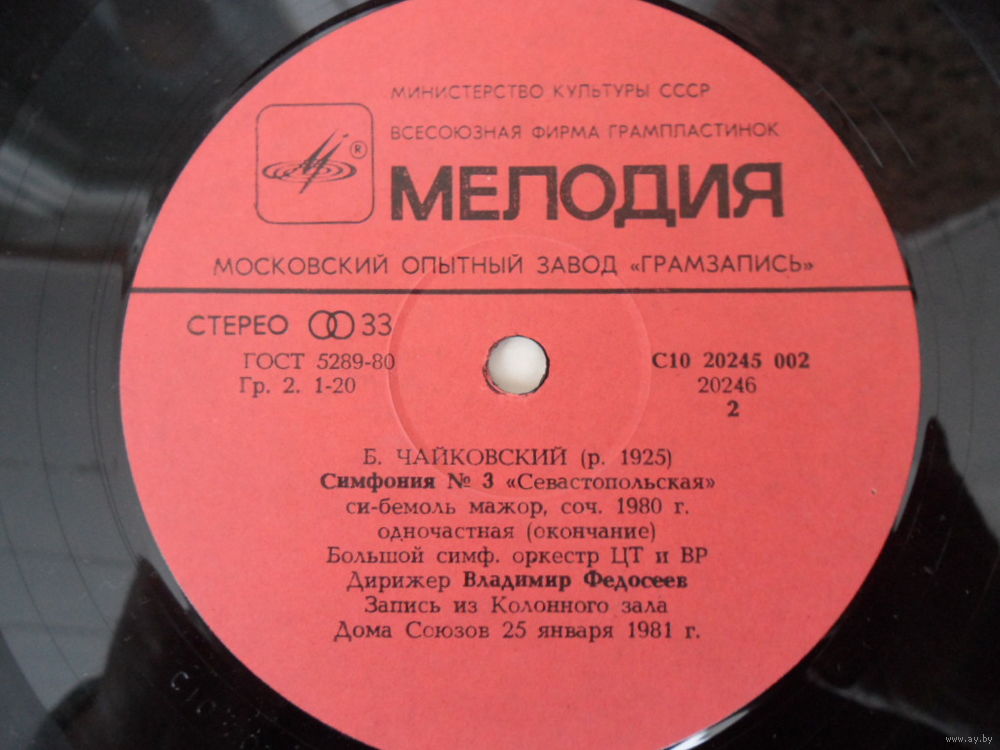 МИНИСТЕРСТВО КУЛЬТУРЫ СССР
ВСЕСОЮЗНАЯ ФИРМА ГРАМПЛАСТИНОК
®
МЕЛОДИЯ
МОСКОВСКИЙ ОПЫТНЫЙ ЗАВОД «ГРАМЗАПИСЬ»
СТЕРЕО 33
ГОСТ 5289-80
Гр. 2. 1-20
С10 20245 002
20246
2
Б. ЧАЙКОВСКИЙ (р. 1925)
Симфония № 3 «Севастопольская»
си-бемоль мажор, соч. 1980 г.
одночастная (окончание)
Большой симф. оркестр ЦТ и ВР
Дирижер Владимир Федосеев
Запись из Колонного зала
Дома Союзов 25 января 1981 г.
www.ay.by